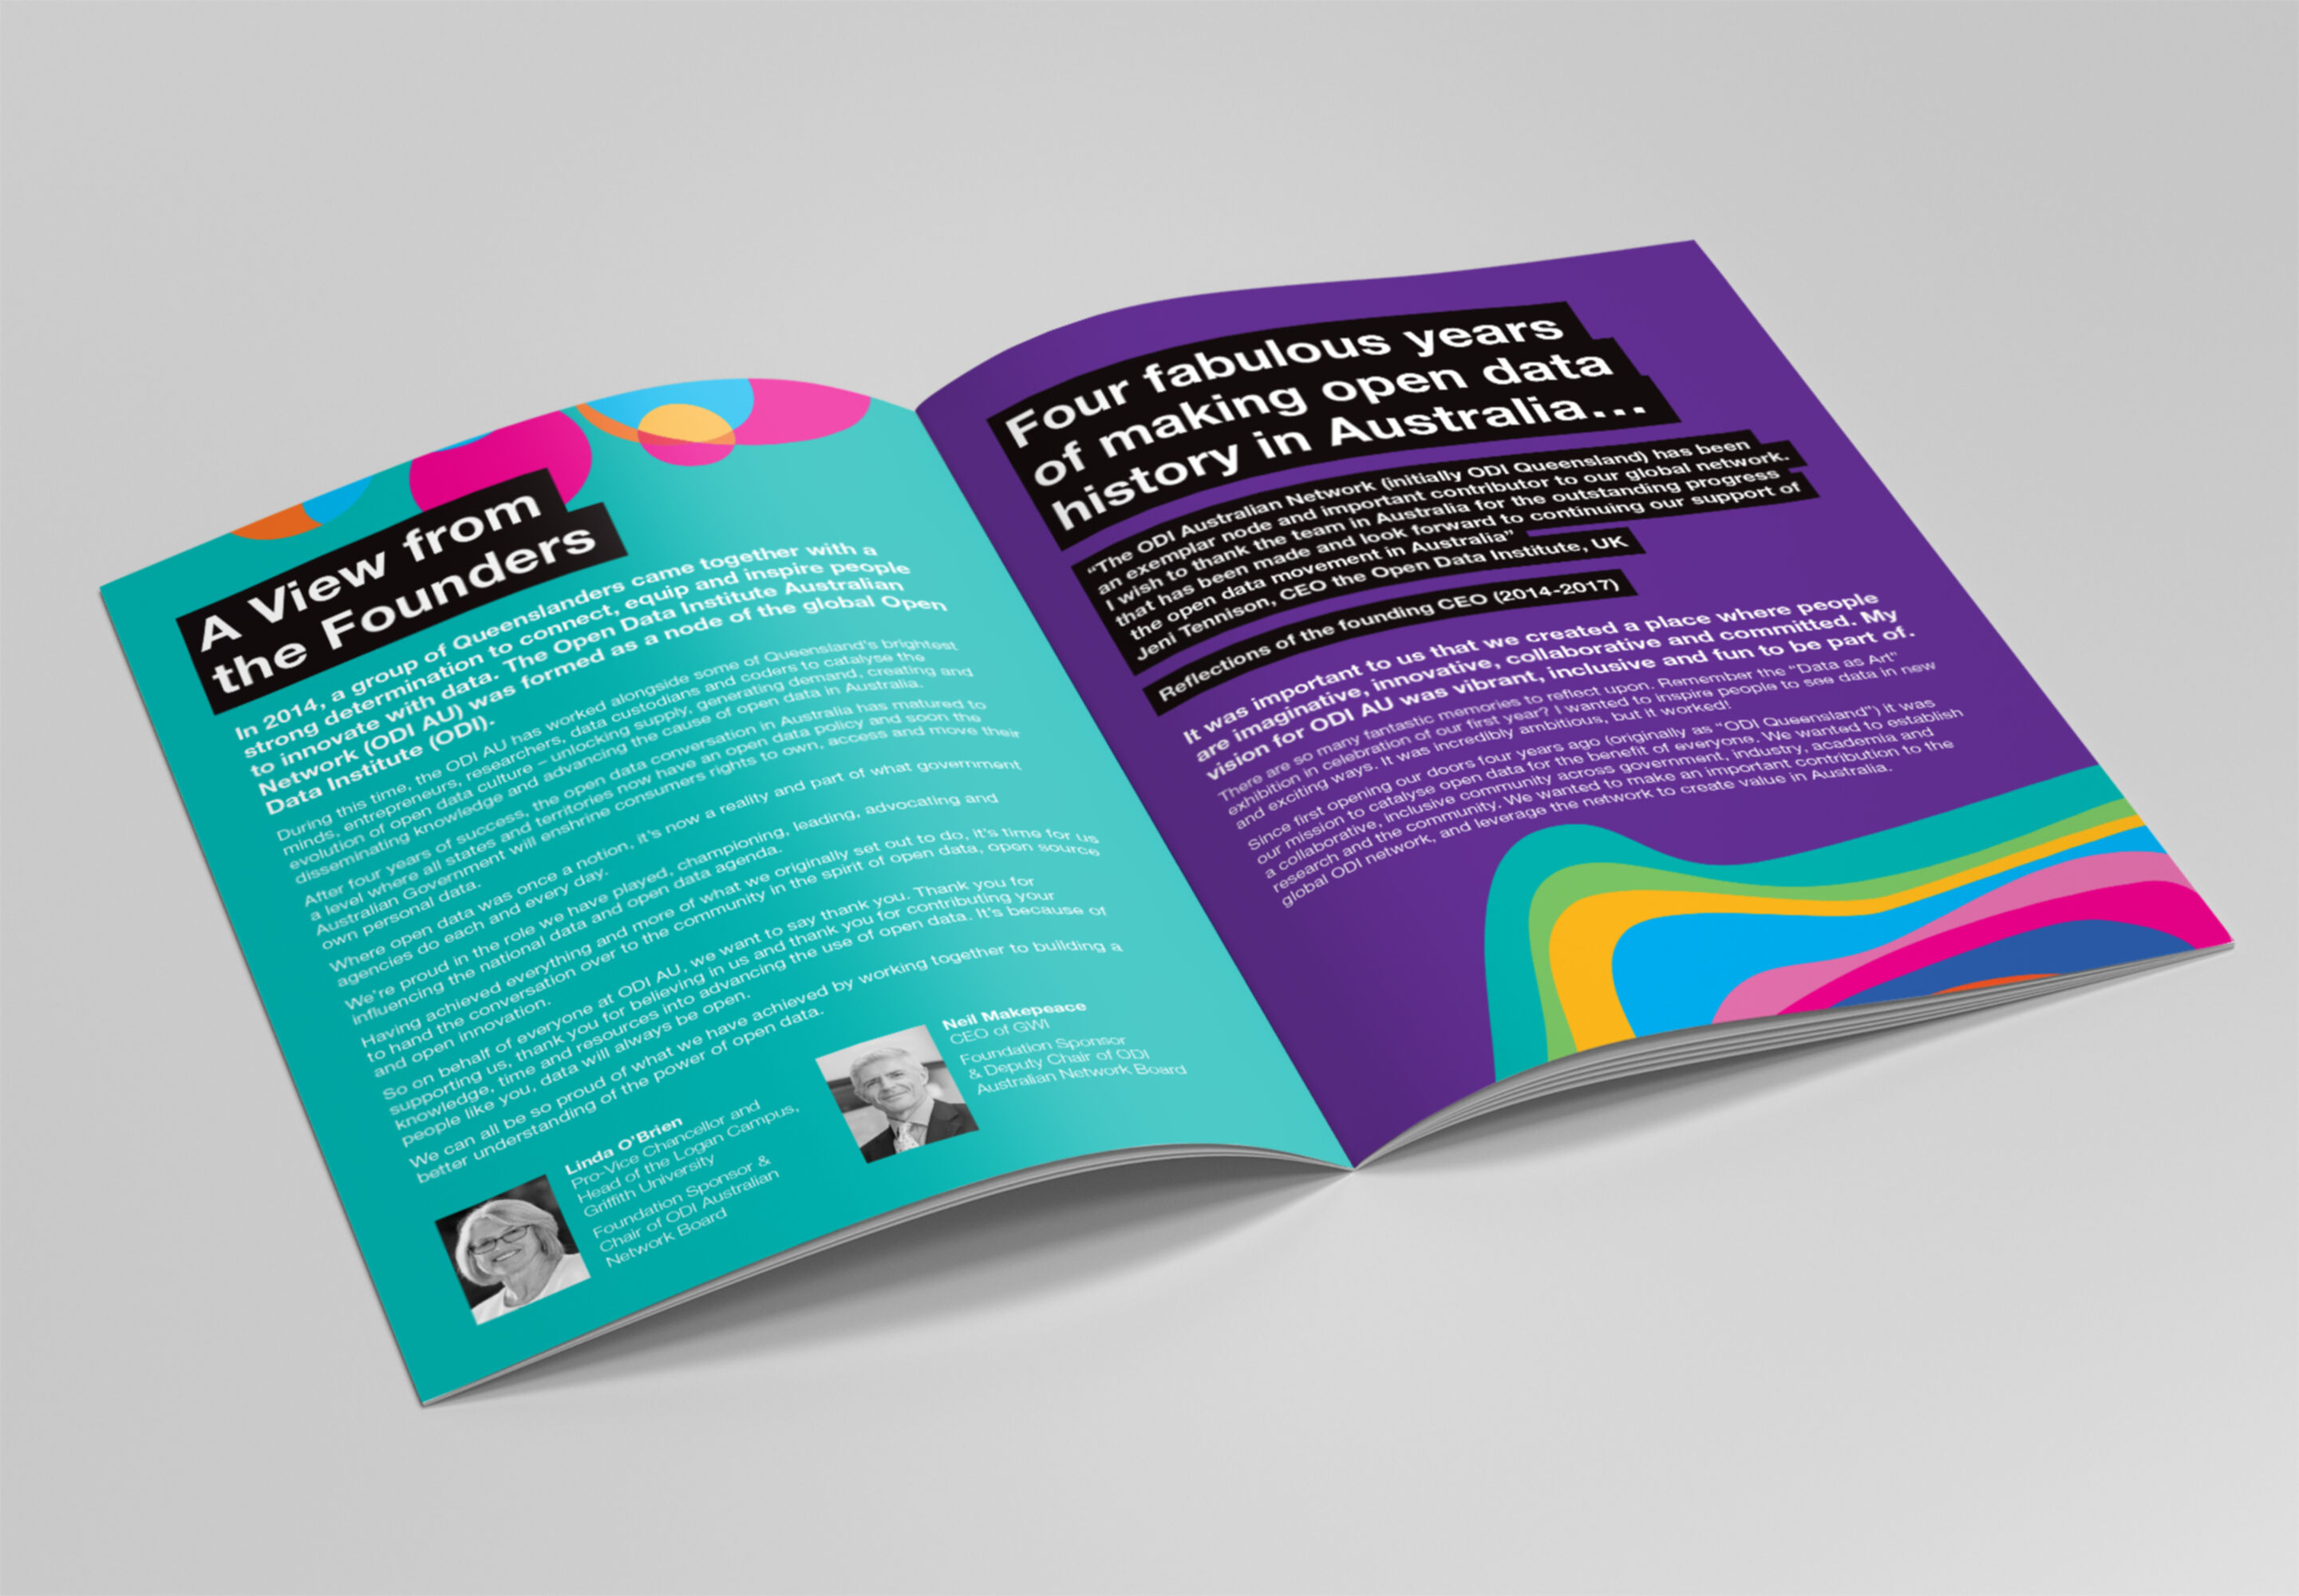 A View from
the Founders
In 2014, a group of Queenslanders came together with a
strong determination to connect, equip and inspire people
to innovate with data. The Open Data Institute Australian
Network (ODI AU) was formed as a node of the global Open
Data Institute (ODI).
During this time, the ODI AU has worked alongside some of Queensland's brightest
minds, entrepreneurs, researchers, data custodians and coders to catalyse the
evolution of open data culture – unlocking supply, generating demand, creating and
disseminating knowledge and advancing the cause of open data in Australia.
After four years of success, the open data conversation in Australia has matured to
a level where all states and territories now have an open data policy and soon the
Australian Government will enshrine consumers rights to own, access and move their
own personal data.
Where open data was once a notion, it's now a reality and part of what government
agencies do each and every day.
We're proud in the role we have played, championing, leading, advocating and
influencing the national data and open data agenda.
Having achieved everything and more of what we originally set out to do, it's time for us
to hand the conversation over to the community in the spirit of open data, open source
and open innovation.
So on behalf of everyone at ODI AU, we want to say thank you. Thank you for
supporting us, thank you for believing in us and thank you for contributing your
knowledge, time and resources into advancing the use of open data. It's because of
people like you, data will always be open.
We can all be so proud of what we have achieved by working together to building a
better understanding of the power of open data.
Linda O'Brien
Pro-Vice Chancellor and
Head of the Logan Campus,
Griffith University
Foundation Sponsor &
Chair of ODI Australian
Network Board
Neil Makepeace
CEO of GWI
Foundation Sponsor
& Deputy Chair of ODI
Australian Network Board
Four fabulous years
of making open data
history in Australia...
"The ODI Australian Network (initially ODI Queensland) has been
an exemplar node and important contributor to our global network.
I wish to thank the team in Australia for the outstanding progress
that has been made and look forward to continuing our support of
the open data movement in Australia"
Jeni Tennison, CEO the Open Data Institute, UK
Reflections of the founding CEO (2014-2017)
It was important to us that we created a place where people
are imaginative, innovative, collaborative and committed. My
vision for ODI AU was vibrant, inclusive and fun to be part of.
There are so many fantastic memories to reflect upon. Remember the "Data as Art"
exhibition in celebration of our first year? I wanted to inspire people to see data in new
and exciting ways. It was incredibly ambitious, but it worked!
Since first opening our doors four years ago (originally as "ODI Queensland") it was
our mission to catalyse open data for the benefit of everyone. We wanted to establish
a collaborative, inclusive community across government, industry, academia and
research and the community. We wanted to make an important contribution to the
global ODI network, and leverage the network to create value in Australia.